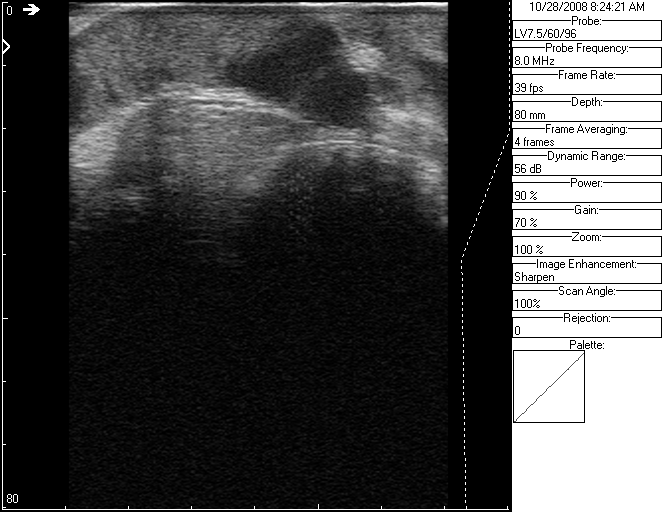 0
80
10/28/2008 8:24:21 AM
Probe:
LV7.5/60/96
Probe Frequency:
8.0 MHz
Frame Rate:
39 fps
Depth:
80 mm
Frame Averaging:
4 frames
Dynamic Range:
56 dB
Power:
90 %
Gain:
70 %
Zoom:
100 %
Image Enhancement:
Sharpen
Scan Angle:
100%
Rejection:
0
Palette: